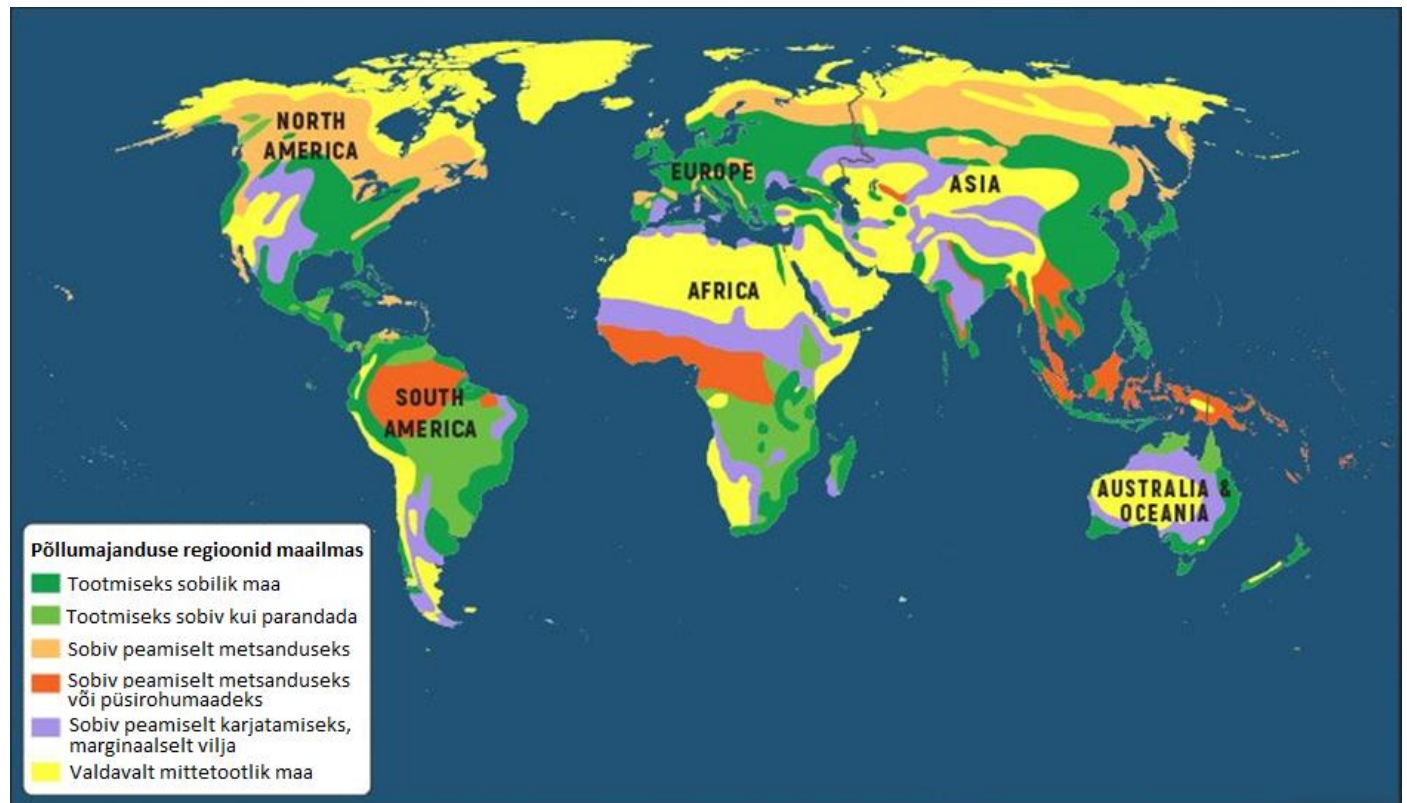 NORTH
AMERICA
EUROPE
ASIA
AFRICA
SOUTH
AMERICA
AUSTRALIA &
OCEANIA
Põllumajanduse regioonid maailmas
Tootmiseks sobilik maa
Tootmiseks sobiv kui parandada
Sobiv peamiselt metsanduseks
Sobiv peamiselt metsanduseks
või püsirohumaadeks
Sobiv peamiselt karjatamiseks,
marginaalselt vilja
Valdavalt mittetootlik maa